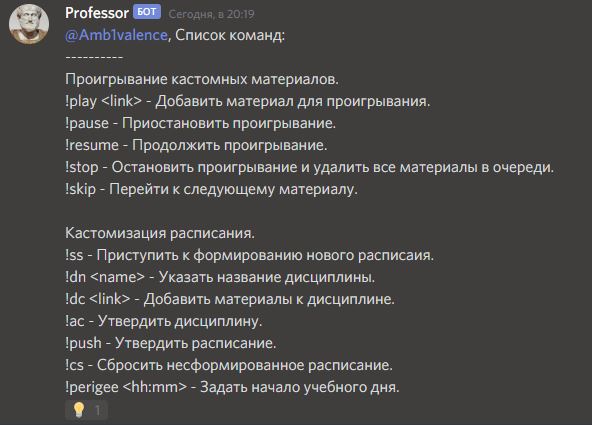 Professor БОТ Сегодня, в 20:19
@Amb1valence, Список команд:
----------
Проигрывание кастомных материалов.
!play <link> - Добавить материал для проигрывания.
!pause - Приостановить проигрывание.
!resume - Продолжить проигрывание.
!stop - Остановить проигрывание и удалить все материалы в очереди.
!skip - Перейти к следующему материалу.
Кастомизация расписания.
!ss - Приступить к формированию нового расписаия.
!dn <name> - Указать название дисциплины.
!dc <link> - Добавить материалы к дисциплине.
!ac - Утвердить дисциплину.
!push - Утвердить расписание.
!cs - Сбросить несформированное расписание.
!perigee <hh:mm> - Задать начало учебного дня.
1